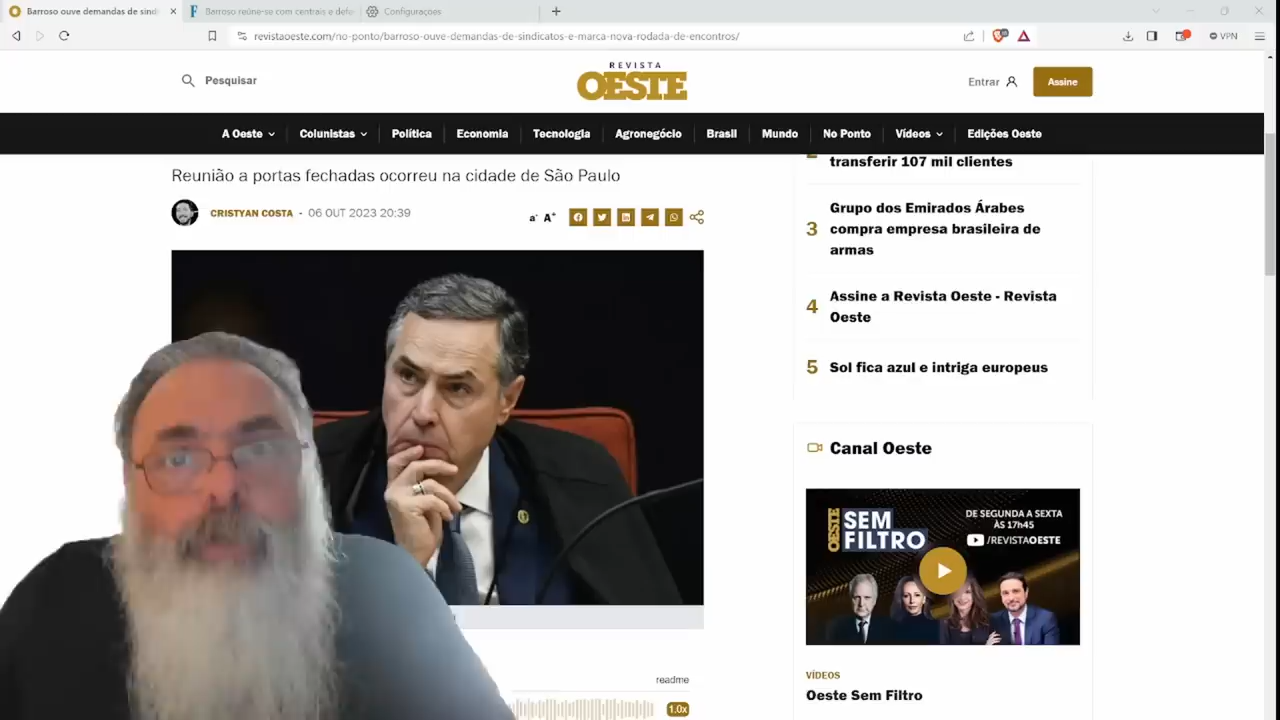 Barroso ouve demandas de sind
Barroso reúne-se com centrais e defe
Configurações
revistaoeste.com/no-ponto/barroso-ouve-demandas-de-sindicatos-e-marca-nova-rodada-de-encontros/
VPN
Pesquisar
REVISTA
OESTE
Entrar
Assine
A Oeste
Colunistas
Política
Economia
Tecnologia
Agronegócio
Brasil
Mundo
No Ponto
Vídeos
Edições Oeste
Reunião a portas fechadas ocorreu na cidade de São Paulo
CRISTYAN COSTA - 06 OUT 2023 20:39
a- A+
readme
1.0x
transferir 107 mil clientes
3
Grupo dos Emirados Árabes
compra empresa brasileira de
armas
4
Assine a Revista Oeste - Revista
Oeste
5
Sol fica azul e intriga europeus
Canal Oeste
OESTE
SEM
FILTRO
DE SEGUNDA A SEXTA
ÀS 17h45
/REVISTAOESTE
VÍDEOS
Oeste Sem Filtro